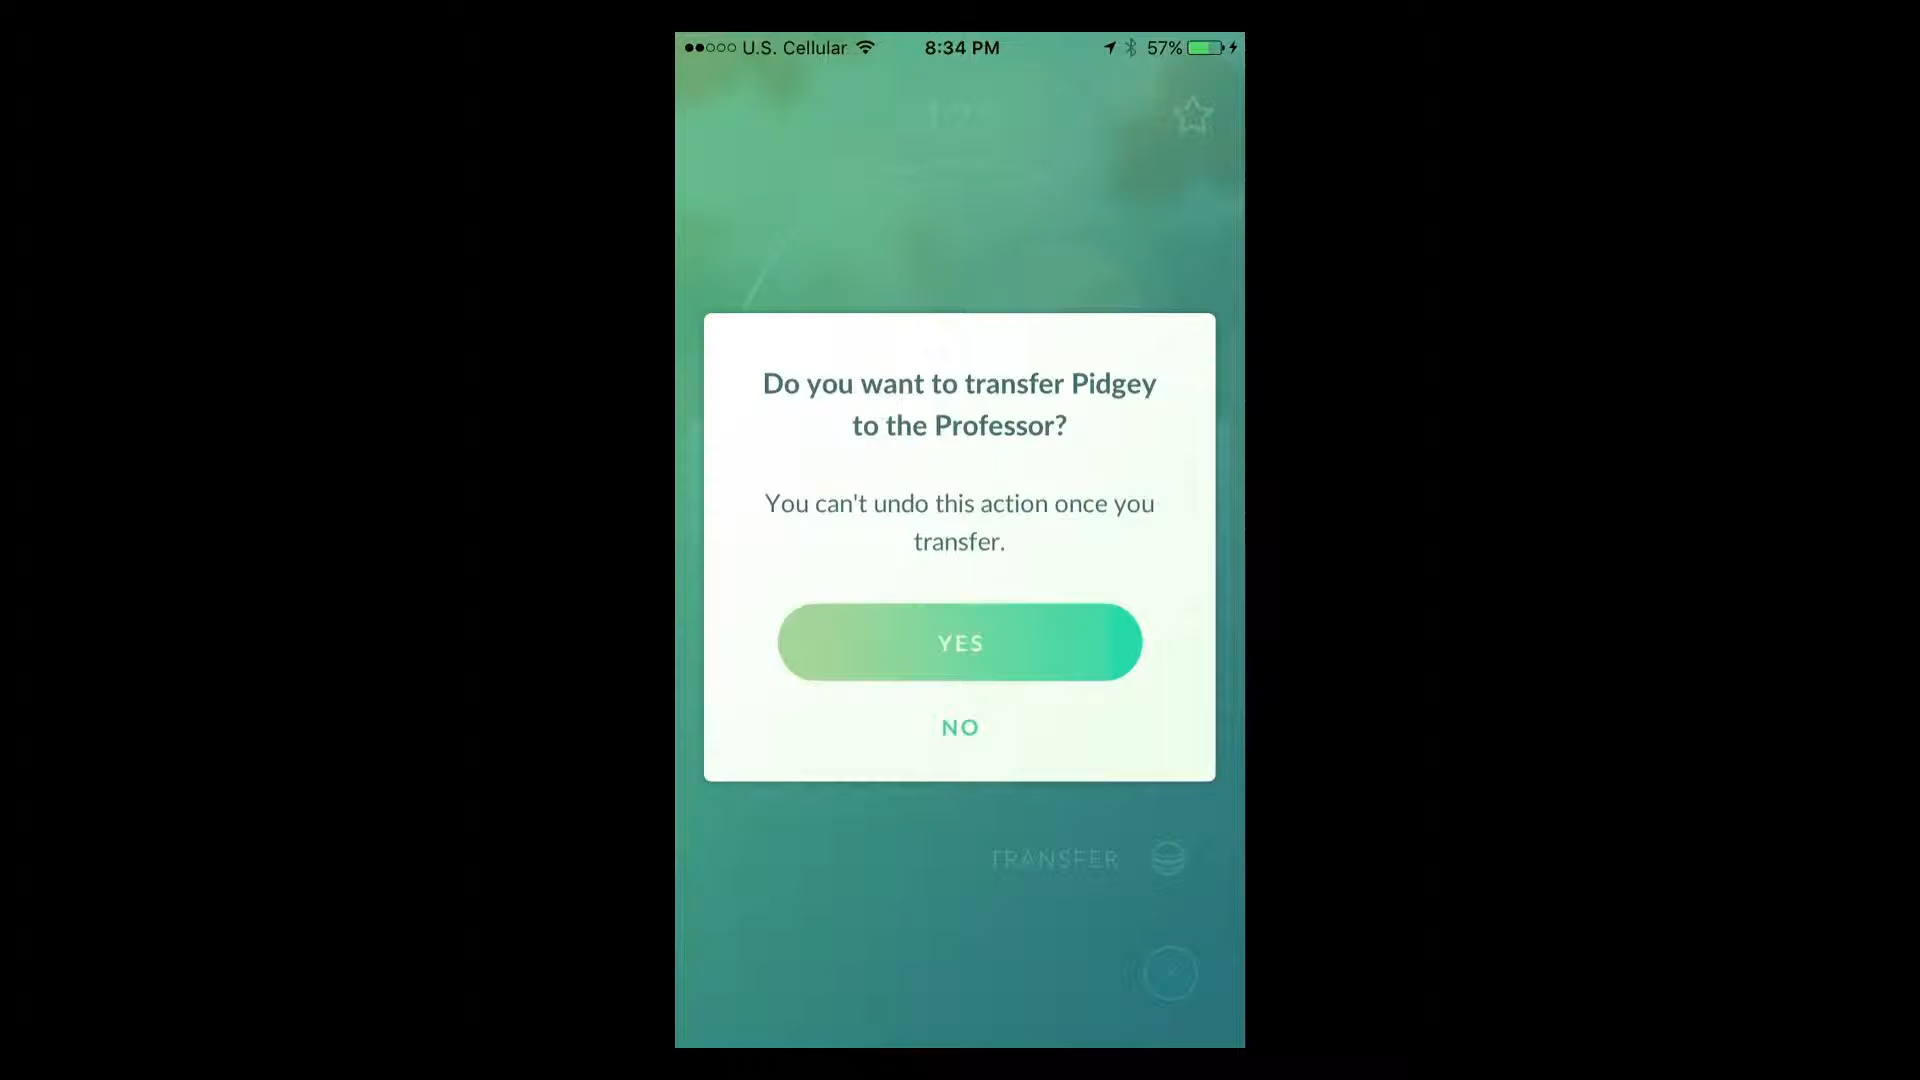 U.S. Cellular 8:34 PM 57%
Do you want to transfer Pidgey
to the Professor?
You can't undo this action once you
transfer.
YES
NO
TRANSFER